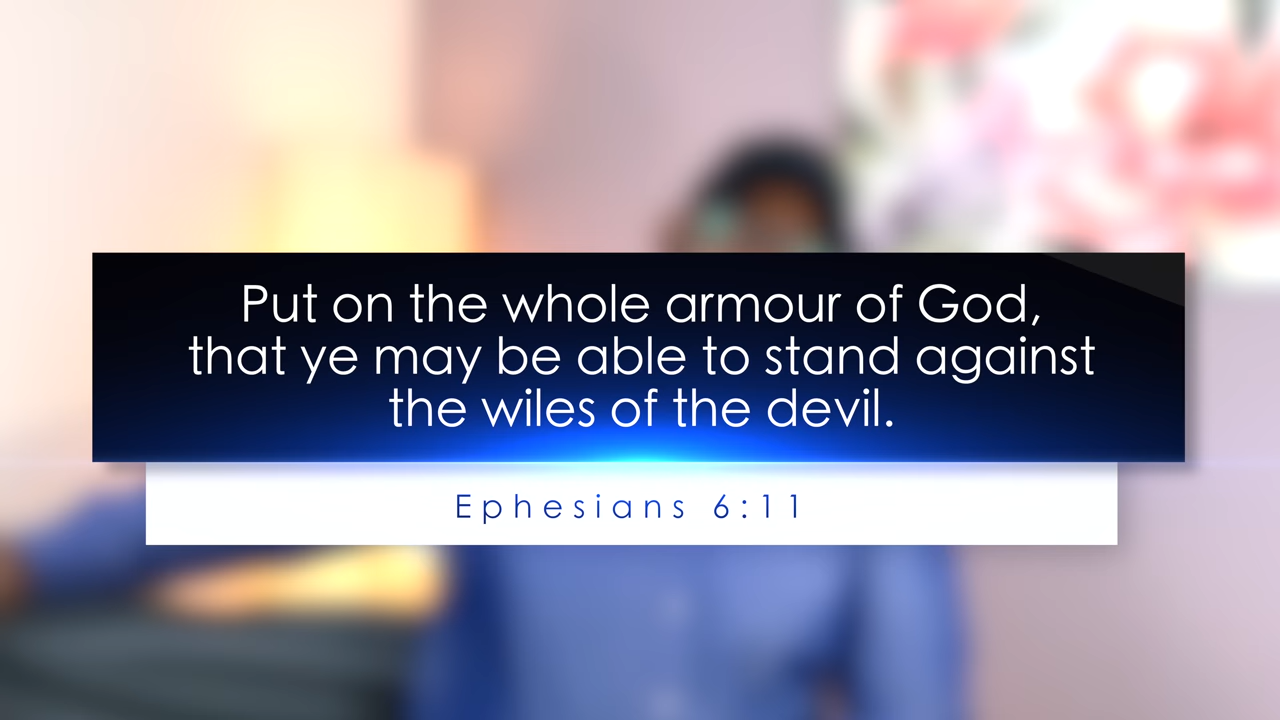 Put on the whole armour of God,
that ye may be able to stand against
the wiles of the devil.
Ephesians 6:11